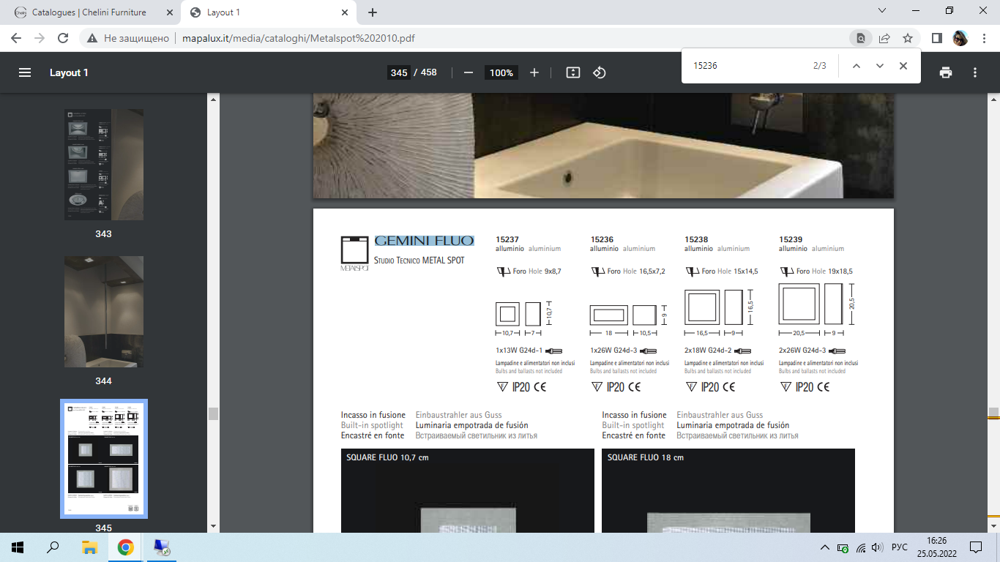 Catalogues | Chelini Furniture
Layout 1
Не защищено
mapalux.it/media/cataloghi/Metalspot%202010.pdf
Layout 1
345 / 458
100%
15236
2/3
343
344
345
GEMINI FLUO
STUDIO TECNICO METAL SPOT
METALSPOT
15237
alluminio aluminium
Foro Hole 9x8,7
10,7
10,7
7
1x13W G24d-1
Lampadine e alimentatori non inclusi
Bulbs and ballasts not included
F IP20 CE
15236
alluminio aluminium
Foro Hole 16,5x7,2
9
18
10,5
1x26W G24d-3
Lampadine e alimentatori non inclusi
Bulbs and ballasts not included
F IP20 CE
15238
alluminio aluminium
Foro Hole 15x14,5
16,5
16,5
9
2x18W G24d-2
Lampadine e alimentatori non inclusi
Bulbs and ballasts not included
F IP20 CE
15239
alluminio aluminium
Foro Hole 19x18,5
20,5
20,5
9
2x26W G24d-3
Lampadine e alimentatori non inclusi
Bulbs and ballasts not included
F IP20 CE
Incasso in fusione Einbaustrahler aus Guss
Built-in spotlight Luminaria empotrada de fusión
Encastré en fonte Встраиваемый светильник из литья
Incasso in fusione Einbaustrahler aus Guss
Built-in spotlight Luminaria empotrada de fusión
Encastré en fonte Встраиваемый светильник из литья
SQUARE FLUO 10,7 cm
SQUARE FLUO 18 cm
РУС
16:26
25.05.2022